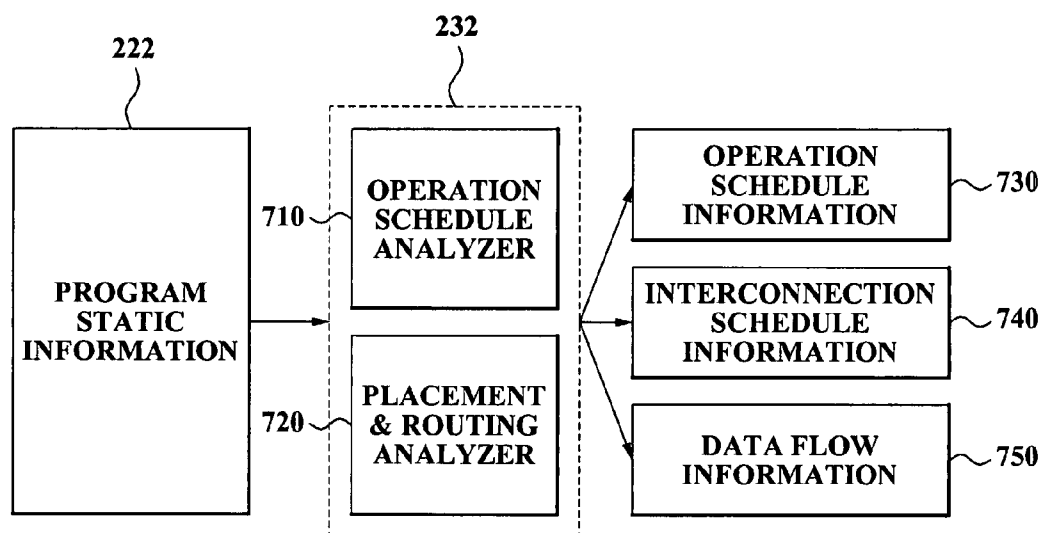 222
232
PROGRAM
STATIC
INFORMATION
710
OPERATION
SCHEDULE
ANALYZER
720
PLACEMENT
& ROUTING
ANALYZER
OPERATION
SCHEDULE
INFORMATION
730
INTERCONNECTION
SCHEDULE
INFORMATION
740
DATA FLOW
INFORMATION
750